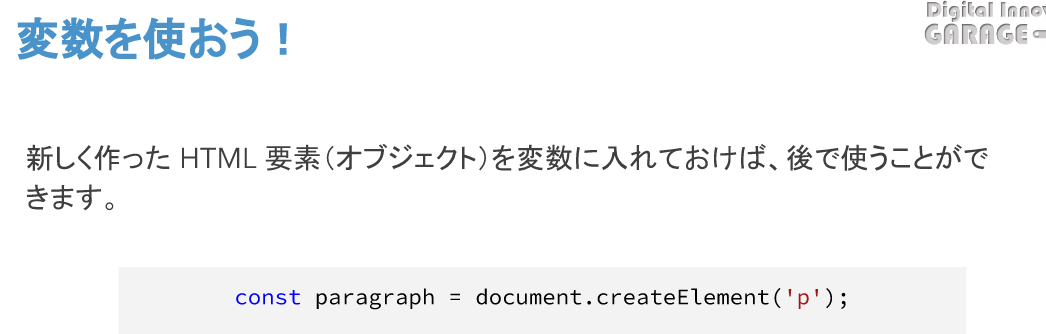 変数を使おう！
Digital Innov
GARAGE
新しく作った HTML 要素（オブジェクト）を変数に入れておけば、後で使うことがで
きます。
const paragraph = document.createElement('p');